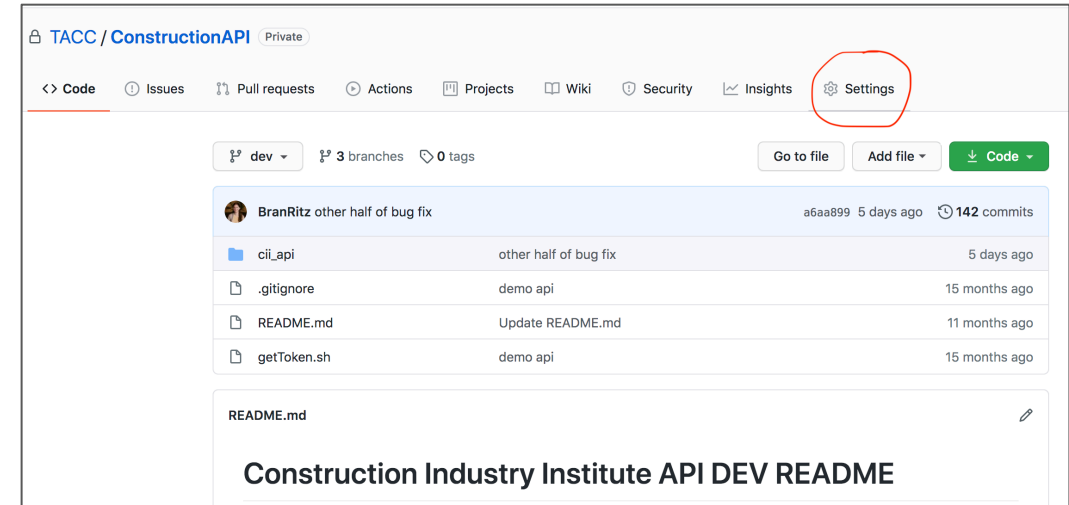 TACC / ConstructionAPI Private
<> Code Issues Pull requests Actions Projects Wiki Security Insights Settings
dev 3 branches 0 tags Go to file Add file Code
BranRitz other half of bug fix a6aa899 5 days ago 142 commits
cii_api other half of bug fix 5 days ago
.gitignore demo api 15 months ago
README.md Update README.md 11 months ago
getToken.sh demo api 15 months ago
README.md
Construction Industry Institute API DEV README